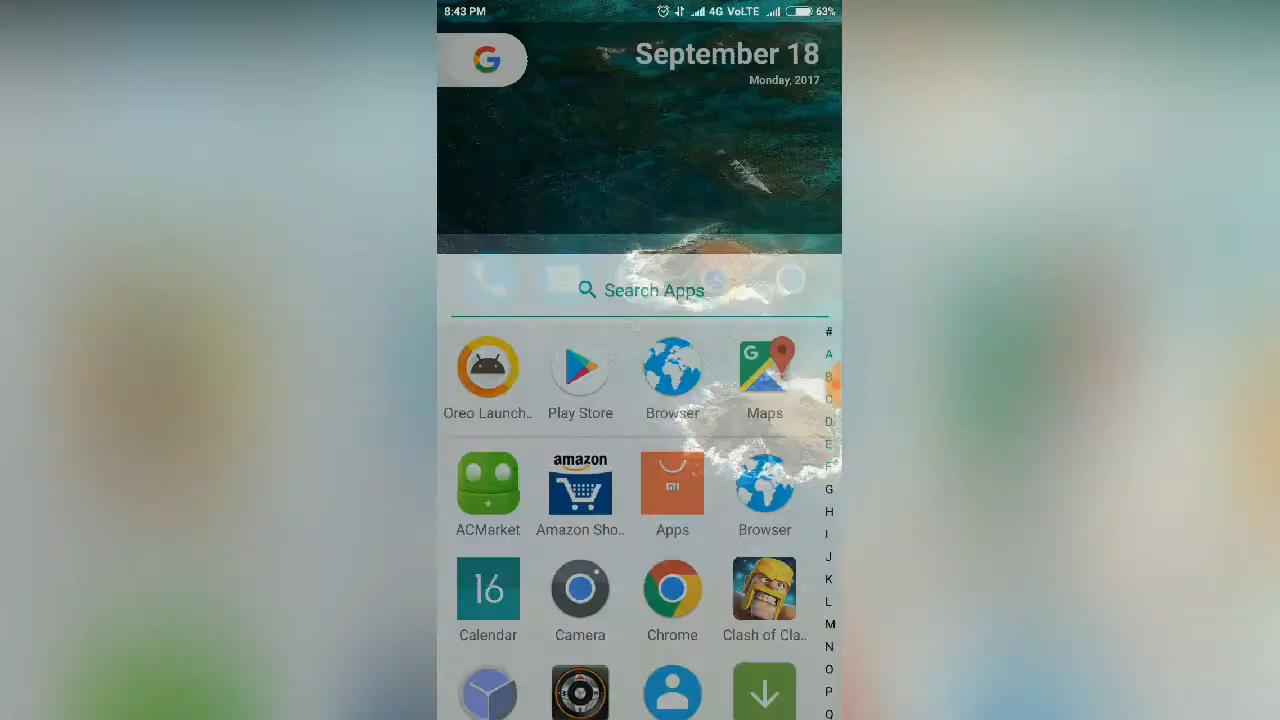 8:43 PM 4G VoLTE 63%
September 18
Monday, 2017
Search Apps
#
Oreo Launch.. Play Store Browser Maps
A
B
C
D
E
F
amazon
mi
G
H
ACMarket Amazon Sho.. Apps Browser
I
J
K
16
L
M
Calendar Camera Chrome Clash of Cla..
N
O
P
Q